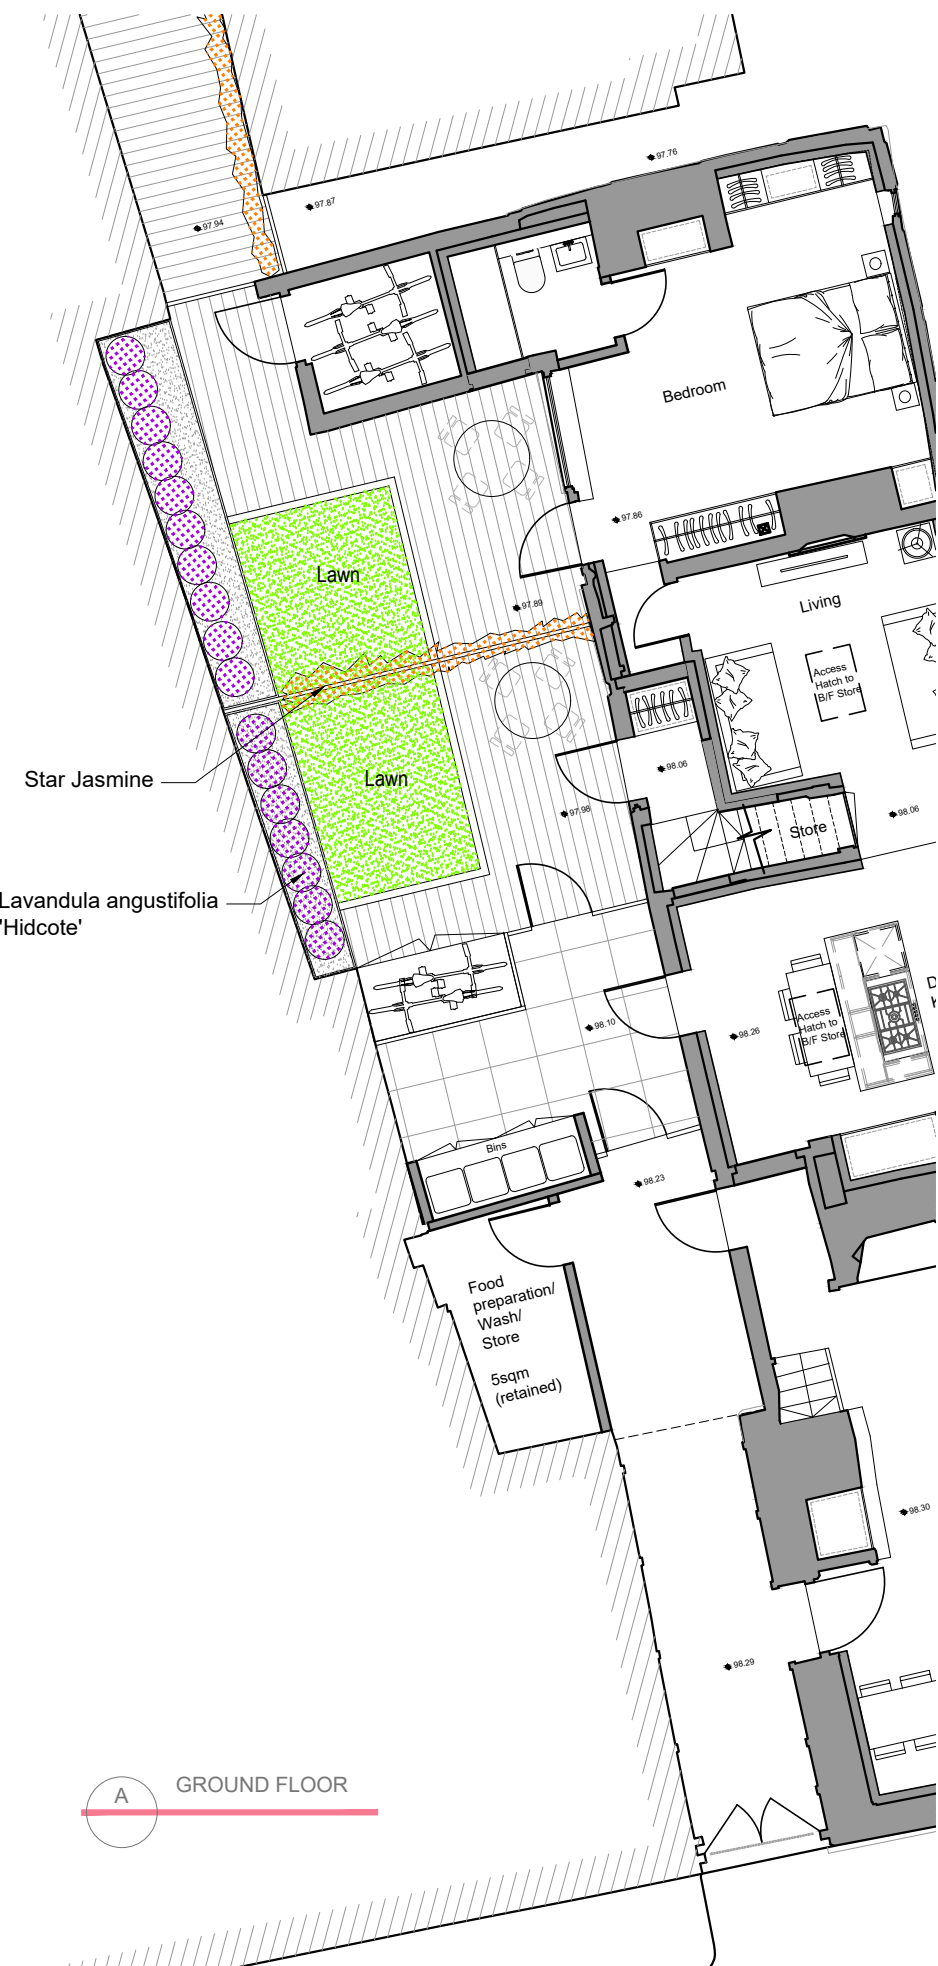 97.76
97.87
97.94
Bedroom
97.86
Lawn
Living
97.89
Access
Hatch to
B/F Store
Star Jasmine
Lawn
98.06
97.98
98.06
Store
Lavandula angustifolia
'Hidcote'
D
K
98.10
98.26
Access
Hatch to
B/F Store
Bins
98.23
Food
preparation/
Wash/
Store
5sqm
(retained)
98.30
98.29
A
GROUND FLOOR